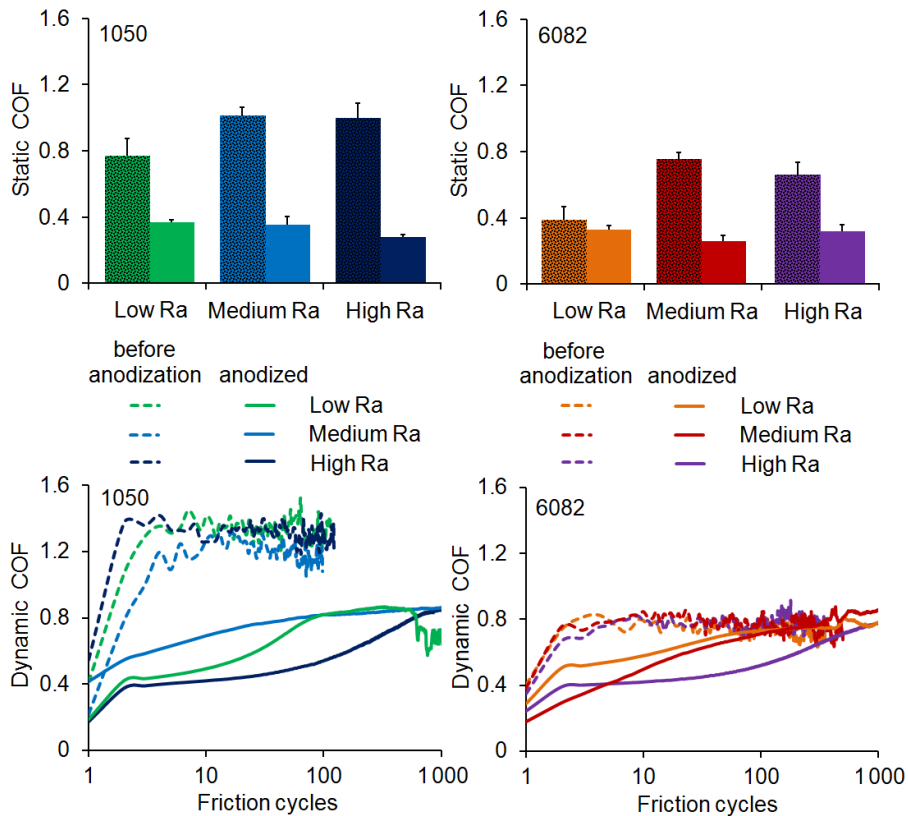 1050
Static COF
1.6
1.2
0.8
0.4
0
Low Ra Medium Ra High Ra
6082
Static COF
1.6
1.2
0.8
0.4
0
Low Ra Medium Ra High Ra
before
anodization anodized
Low Ra
Medium Ra
High Ra
before
anodization anodized
Low Ra
Medium Ra
High Ra
1050
Dynamic COF
1.6
1.2
0.8
0.4
0
1 10 100 1 000
Friction cycles
6082
Dynamic COF
1.6
1.2
0.8
0.4
0
1 10 100 1 000
Friction cycles